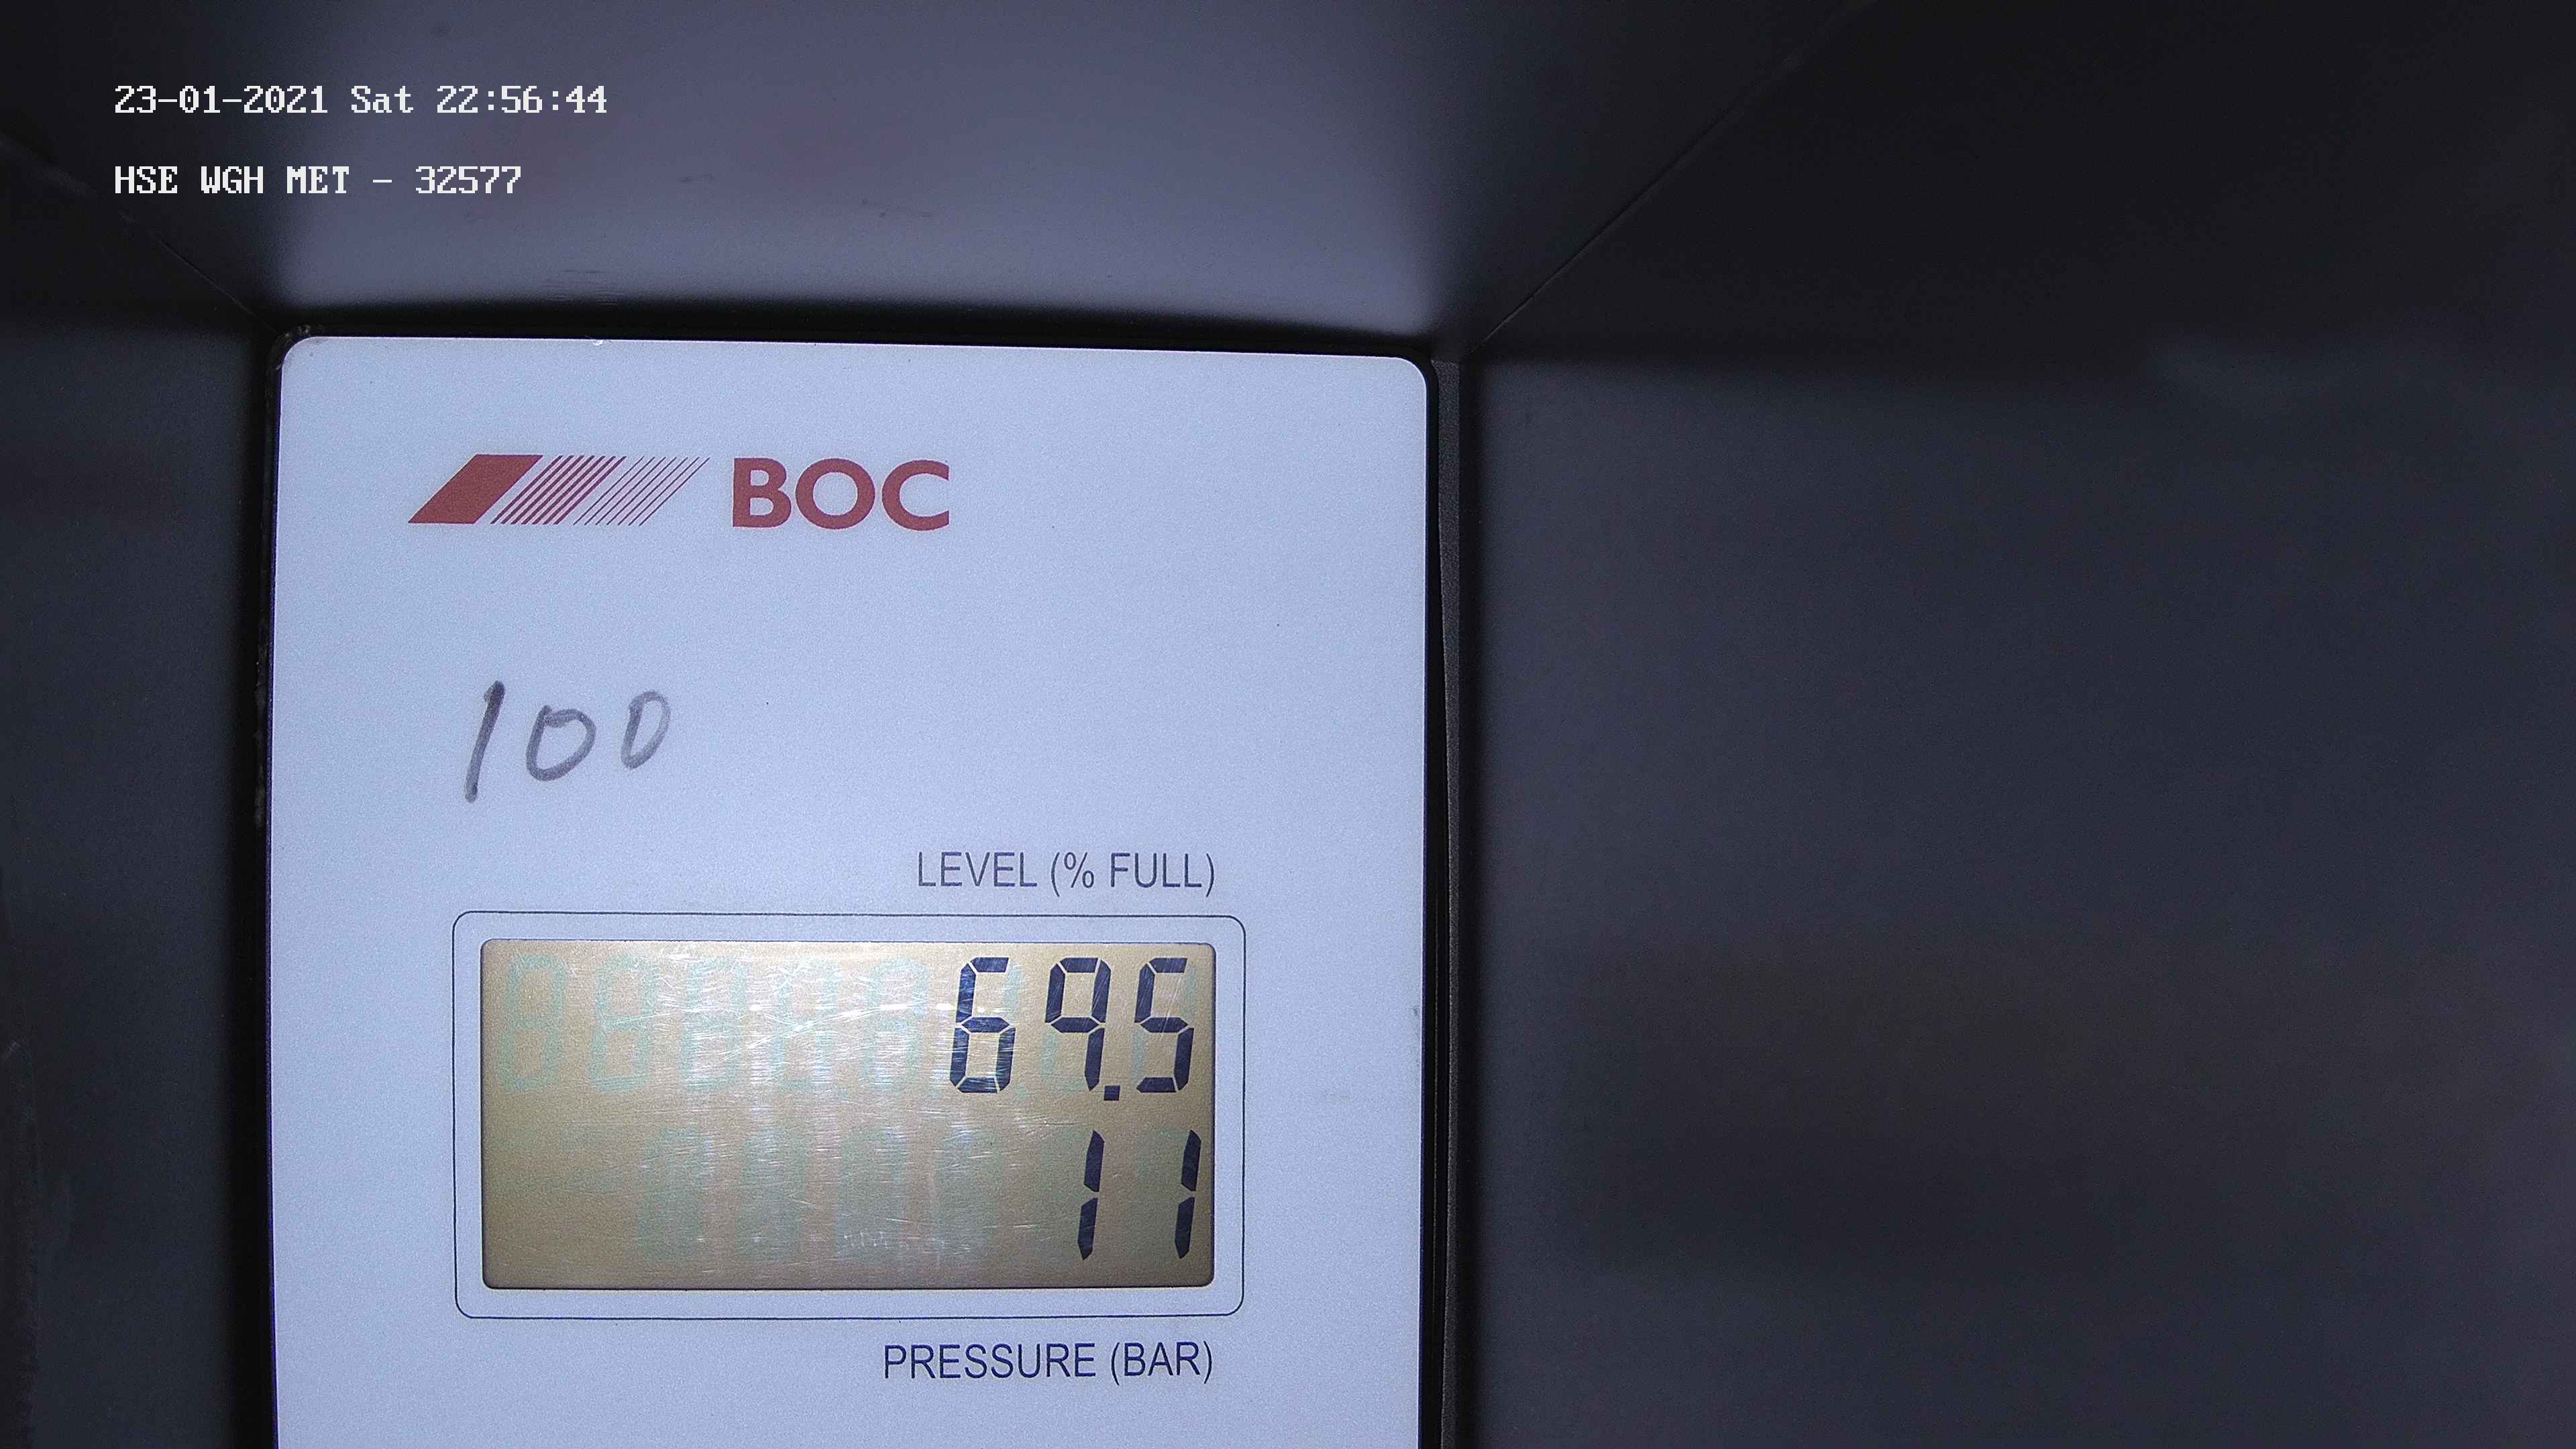 23-01-2021 Sat 22:56:44
HSE WGH MET - 32577
BOC
100
LEVEL (% FULL)
69.5
11
PRESSURE (BAR)